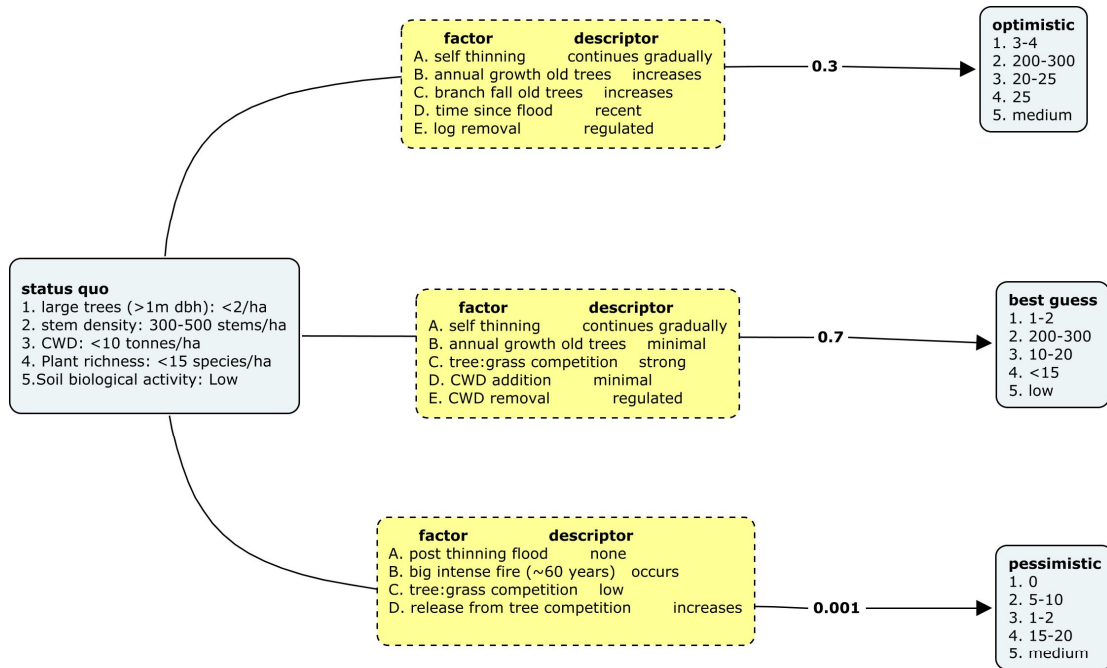 factor descriptor
A. self thinning continues gradually
B. annual growth old trees increases
C. branch fall old trees increases
D. time since flood recent
E. log removal regulated
0.3
optimistic
1. 3-4
2. 200-300
3. 20-25
4. 25
5. medium
status quo
1. large trees (>1m dbh): <2/ha
2. stem density: 300-500 stems/ha
3. CWD: <10 tonnes/ha
4. Plant richness: <15 species/ha
5.Soil biological activity: Low
factor descriptor
A. self thinning continues gradually
B. annual growth old trees minimal
C. tree:grass competition strong
D. CWD addition minimal
E. CWD removal regulated
0.7
best guess
1. 1-2
2. 200-300
3. 10-20
4. <15
5. low
factor descriptor
A. post thinning flood none
B. big intense fire (~60 years) occurs
C. tree:grass competition low
D. release from tree competition increases
0.001
pessimistic
1. 0
2. 5-10
3. 1-2
4. 15-20
5. medium